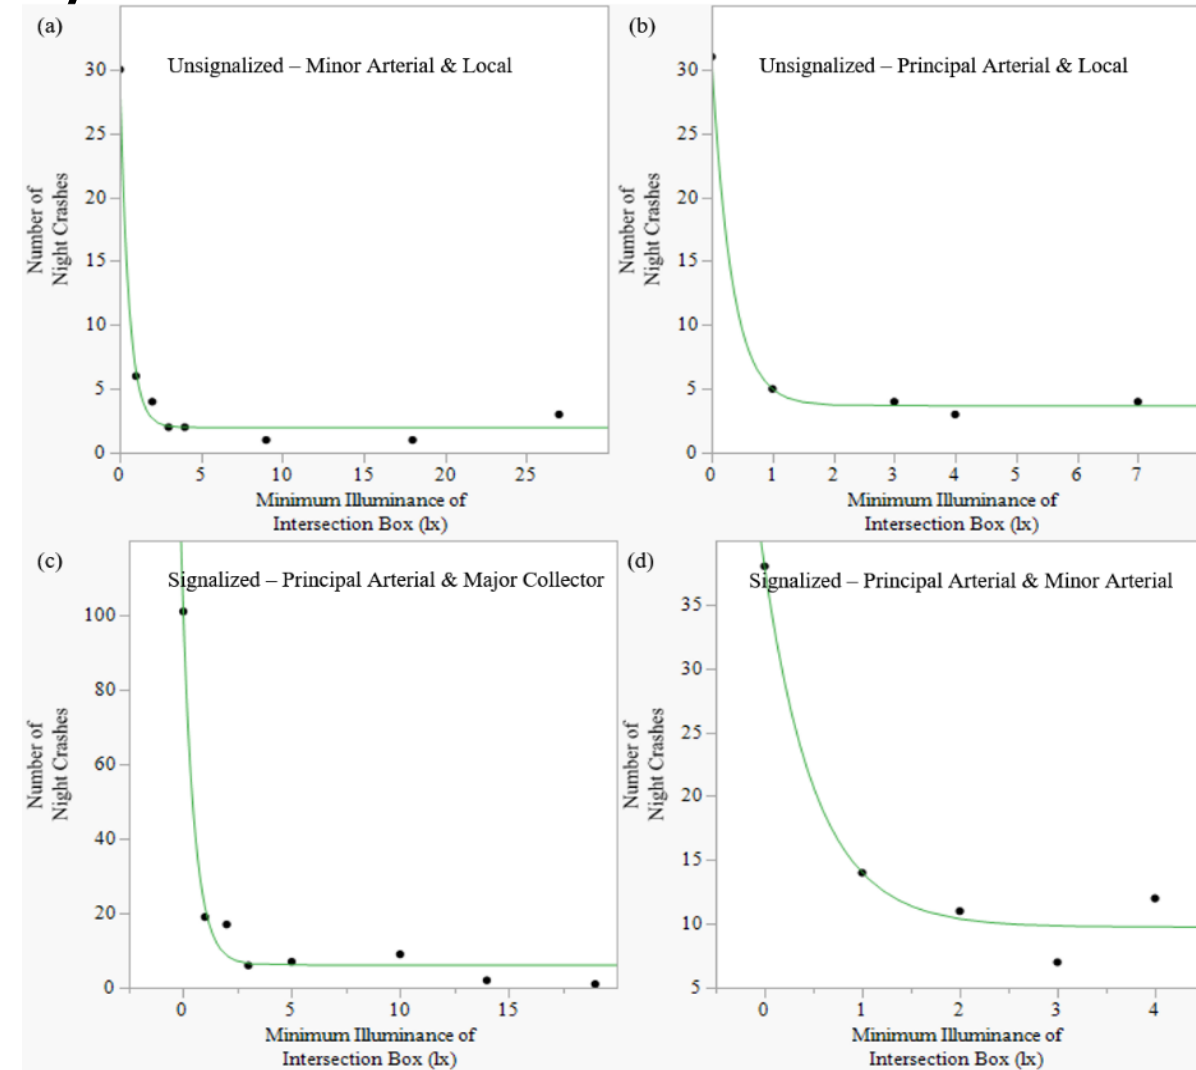 (a)
Unsignalized – Minor Arterial & Local
30
25
20
15
10
5
0
Number of
Night Crashes
0 5 10 15 20 25
Minimum Illuminance of
Intersection Box (lx)
(b)
Unsignalized – Principal Arterial & Local
30
25
20
15
10
5
0
Number of
Night Crashes
0 1 2 3 4 5 6 7
Minimum Illuminance of
Intersection Box (lx)
(c)
Signalized – Principal Arterial & Major Collector
100
80
60
40
20
0
Number of
Night Crashes
0 5 10 15
Minimum Illuminance of
Intersection Box (lx)
(d)
Signalized – Principal Arterial & Minor Arterial
35
30
25
20
15
10
5
Number of
Night Crashes
0 1 2 3 4
Minimum Illuminance of
Intersection Box (lx)